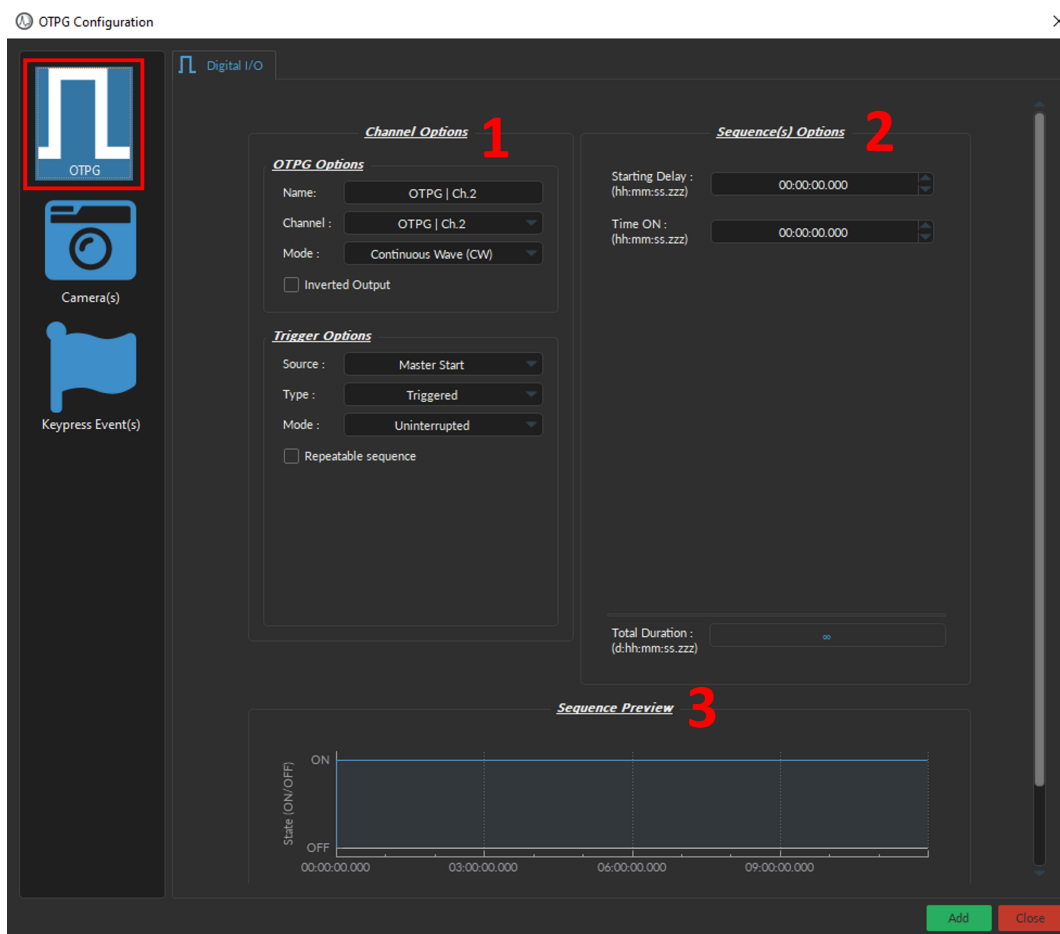 OTPG Configuration
OTPG
Camera(s)
Keypress Event(s)
Digital I/O
Channel Options 1
OTPG Options
Name: OTPG | Ch.2
Channel : OTPG | Ch.2
Mode : Continuous Wave (CW)
Inverted Output
Trigger Options
Source : Master Start
Type : Triggered
Mode : Uninterrupted
Repeatable sequence
Sequence(s) Options 2
Starting Delay :
(hh:mm:ss.zzz)
00:00:00.000
Time ON :
(hh:mm:ss.zzz)
00:00:00.000
Total Duration :
(d:hh:mm:ss.zzz)
∞
Sequence Preview 3
State (ON/OFF)
ON
OFF
00:00:00.000 03:00:00.000 06:00:00.000 09:00:00.000
Add Close